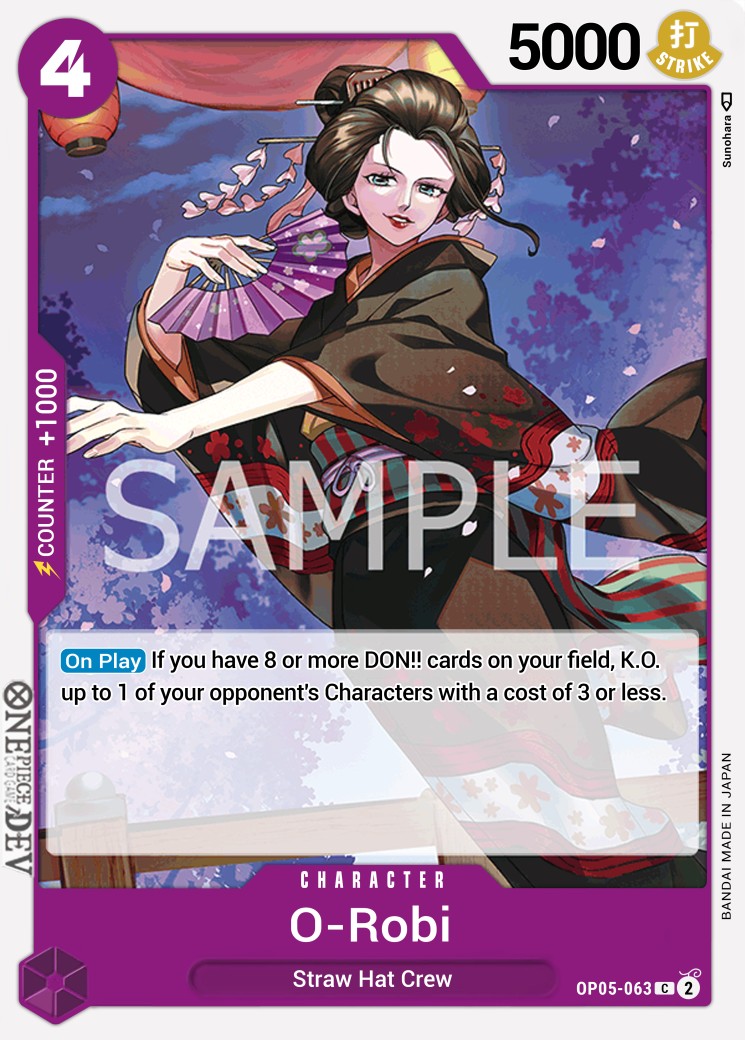 4
5000
打
STRIKE
Sunohara
COUNTER +1000
SAMPLE
On Play If you have 8 or more DON!! cards on your field, K.O.
up to 1 of your opponent's Characters with a cost of 3 or less.
ONE PIECE
CARD GAME
.DEV
BANDAI MADE IN JAPAN
CHARACTER
O-Robi
Straw Hat Crew
OP05-063 C 2